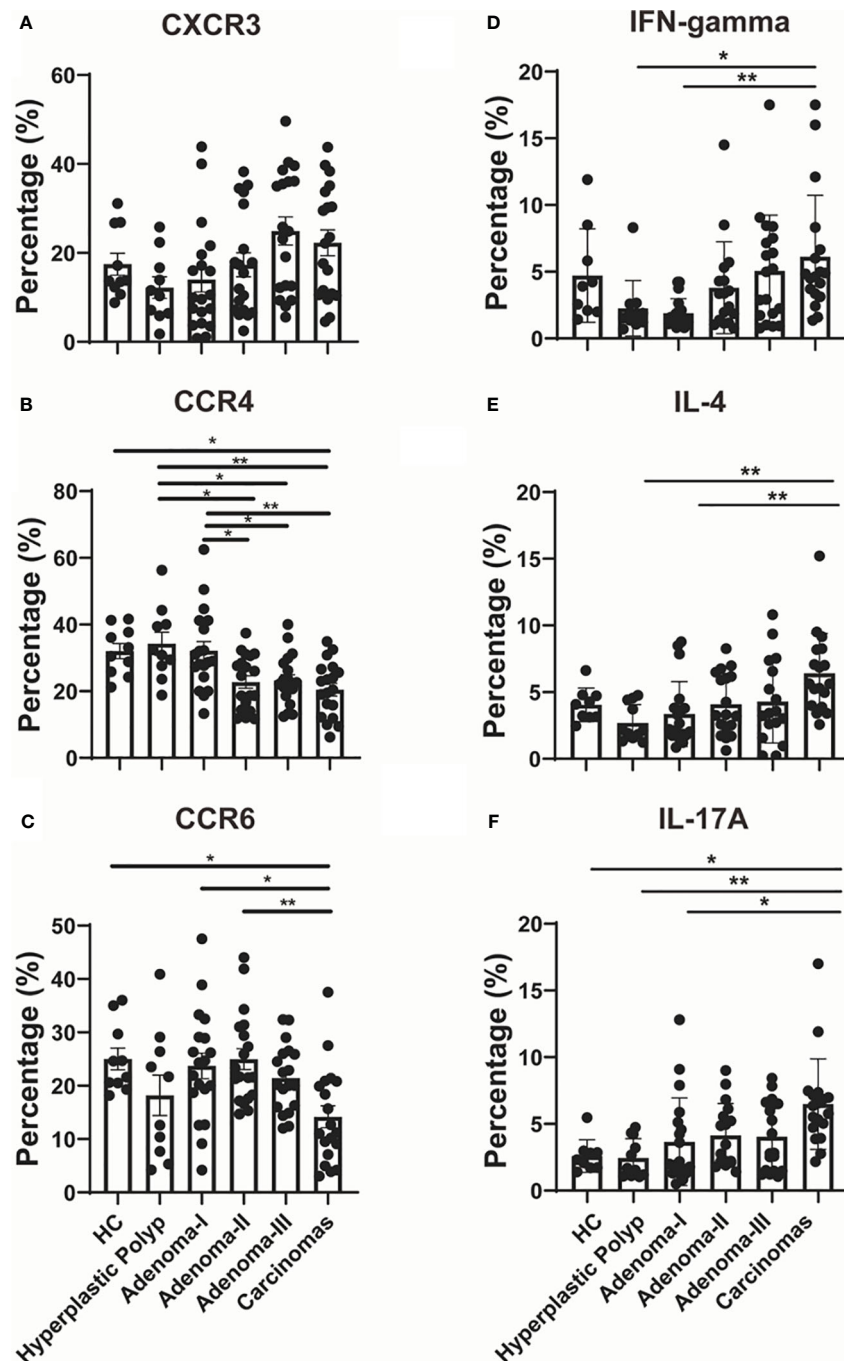 A
CXCR3
Percentage (%)
60
40
20
0
B
CCR4
*
**
*
*
**
*
*
Percentage (%)
80
60
40
20
0
C
CCR6
*
*
**
Percentage (%)
50
40
30
20
10
0
HC
Hyperplastic Polyp
Adenoma-I
Adenoma-II
Adenoma-III
Carcinomas
D
IFN-gamma
*
**
Percentage (%)
20
15
10
5
0
E
IL-4
**
**
Percentage (%)
20
15
10
5
0
F
IL-17A
*
**
*
Percentage (%)
20
15
10
5
0
HC
Hyperplastic Polyp
Adenoma-I
Adenoma-II
Adenoma-III
Carcinomas